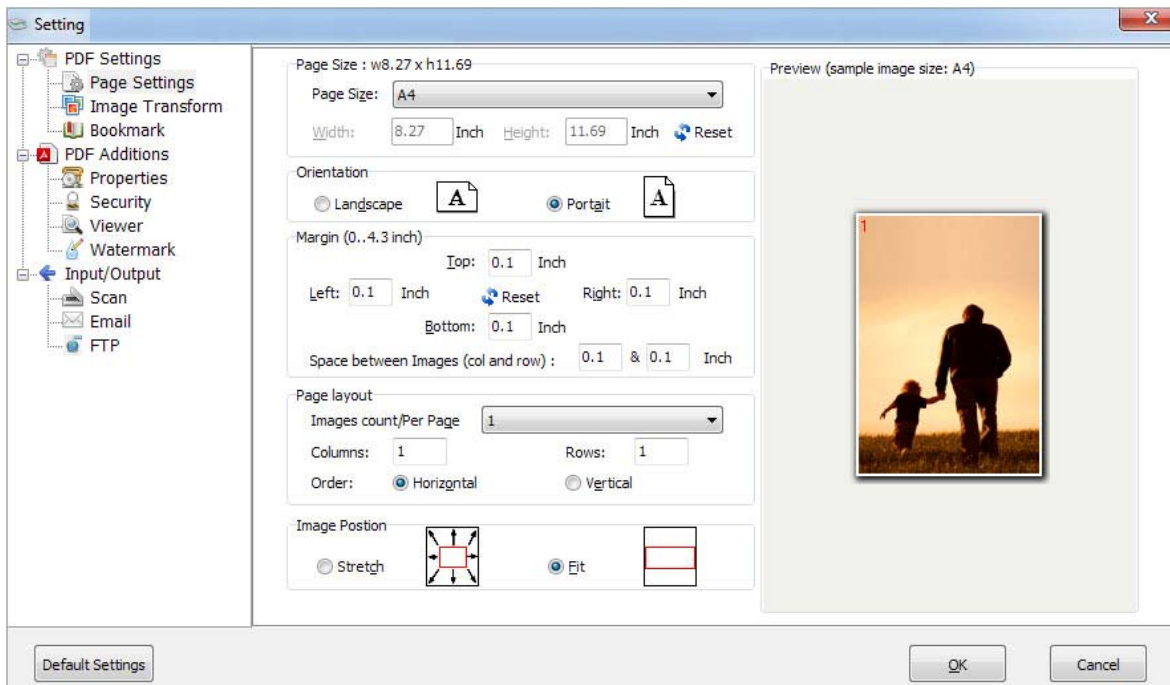 Setting
PDF Settings
Page Settings
Image Transform
Bookmark
PDF Additions
Properties
Security
Viewer
Watermark
Input/Output
Scan
Email
FTP
Page Size : w8.27 x h11.69
Page Size: A4
Width: 8.27 Inch Height: 11.69 Inch Reset
Orientation
Landscape A Portait A
Margin (0..4.3 inch)
Top: 0.1 Inch
Left: 0.1 Inch Reset Right: 0.1 Inch
Bottom: 0.1 Inch
Space between Images (col and row) : 0.1 & 0.1 Inch
Page layout
Images count/Per Page 1
Columns: 1 Rows: 1
Order: Horizontal Vertical
Image Postion
Stretch Fit
Preview (sample image size: A4)
1
Default Settings OK Cancel